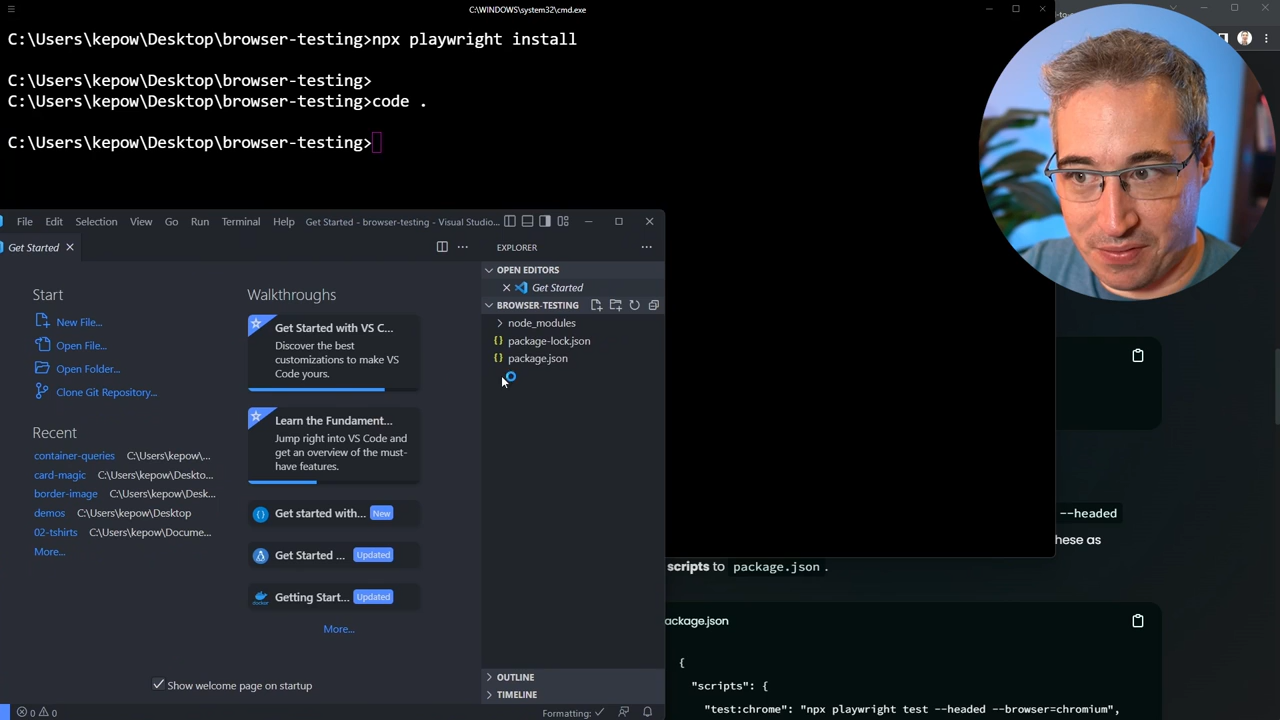 C:\WINDOWS\system32\cmd.exe
C:\Users\kepow\Desktop\browser-testing>npx playwright install
C:\Users\kepow\Desktop\browser-testing>
C:\Users\kepow\Desktop\browser-testing>code .
C:\Users\kepow\Desktop\browser-testing>
File Edit Selection View Go Run Terminal Help Get Started - browser-testing - Visual Studio...
Get Started
Start
New File...
Open File...
Open Folder...
Clone Git Repository...
Recent
container-queries C:\Users\kepow\...
card-magic C:\Users\kepow\Deskto...
border-image C:\Users\kepow\Desk...
demos C:\Users\kepow\Desktop
02-tshirts C:\Users\kepow\Docume...
More...
Walkthroughs
Get Started with VS C...
Discover the best
customizations to make VS
Code yours.
Learn the Fundament...
Jump right into VS Code and
get an overview of the must-
have features.
Get started with... New
Get Started ... Updated
Getting Start... Updated
More...
Show welcome page on startup
EXPLORER
OPEN EDITORS
Get Started
BROWSER-TESTING
node_modules
package-lock.json
package.json
OUTLINE
TIMELINE
0 0
Formatting:
--headed
hese as
scripts to package.json.
ackage.json
{
"scripts": {
"test:chrome": "npx playwright test --headed --browser=chromium",